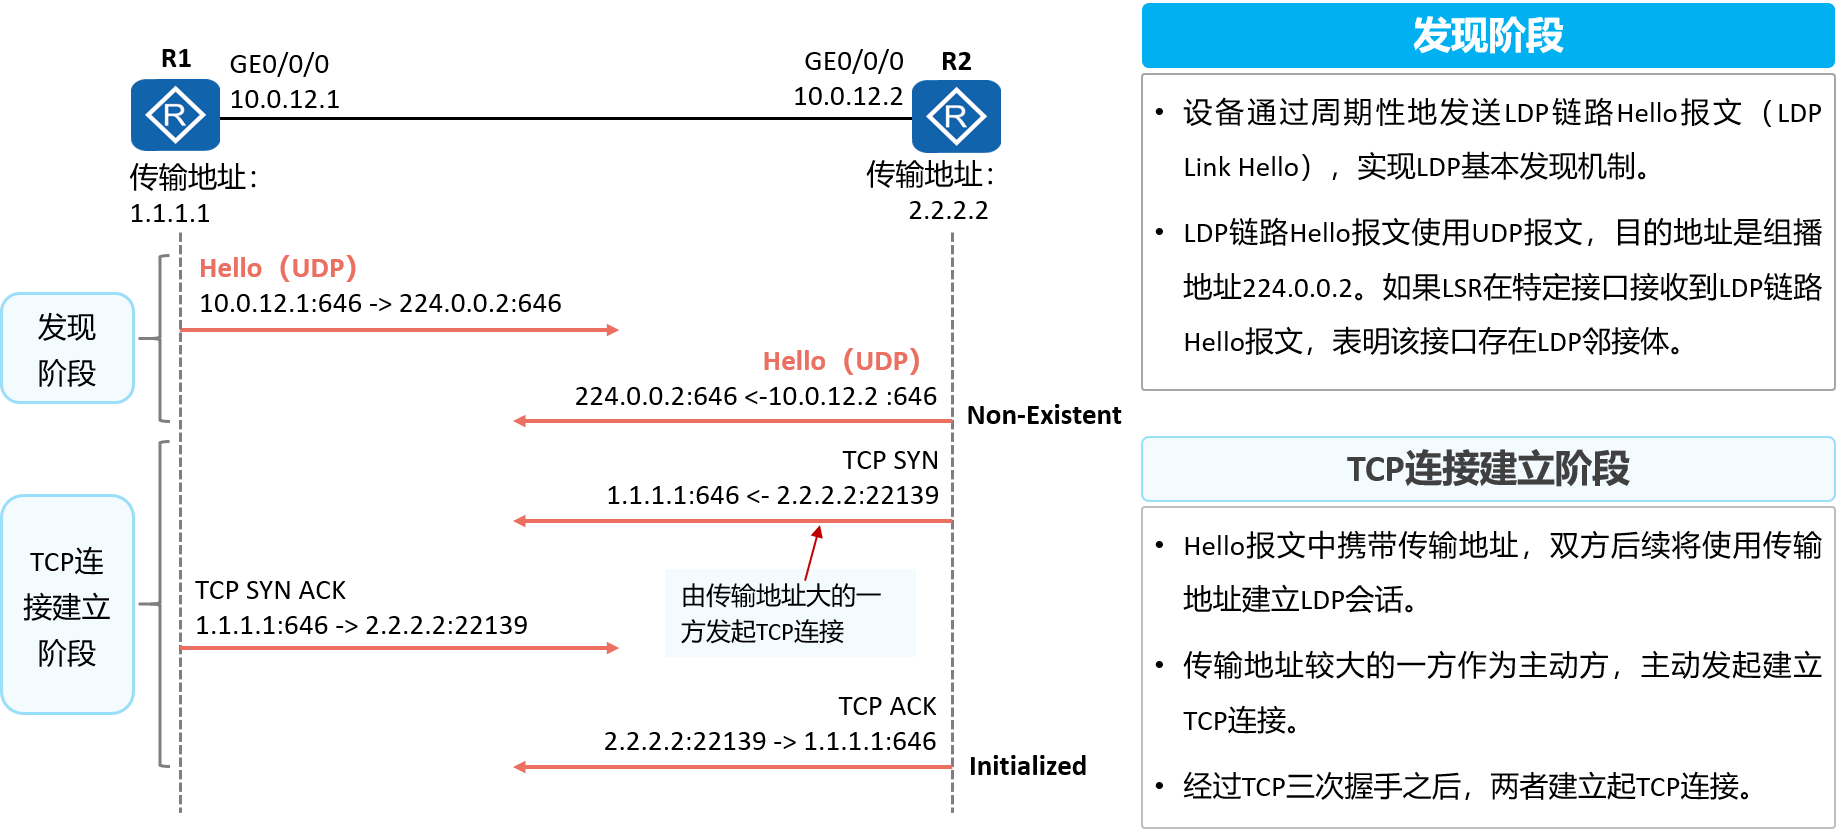 R1
GE0/0/0
10.0.12.1
GE0/0/0
10.0.12.2
R2
R
R
传输地址：
1.1.1.1
传输地址：
2.2.2.2
发现
阶段
Hello（UDP）
10.0.12.1:646 -> 224.0.0.2:646
Hello（UDP）
224.0.0.2:646 <-10.0.12.2 :646
Non-Existent
TCP连
接建立
阶段
TCP SYN
1.1.1.1:646 <- 2.2.2.2:22139
由传输地址大的一
方发起TCP连接
TCP SYN ACK
1.1.1.1:646 -> 2.2.2.2:22139
TCP ACK
2.2.2.2:22139 -> 1.1.1.1:646
Initialized
发现阶段
• 设备通过周期性地发送LDP链路Hello报文（LDP
Link Hello），实现LDP基本发现机制。
• LDP链路Hello报文使用UDP报文，目的地址是组播
地址224.0.0.2。如果LSR在特定接口接收到LDP链路
Hello报文，表明该接口存在LDP邻接体。
TCP连接建立阶段
• Hello报文中携带传输地址，双方后续将使用传输
地址建立LDP会话。
• 传输地址较大的一方作为主动方，主动发起建立
TCP连接。
• 经过TCP三次握手之后，两者建立起TCP连接。